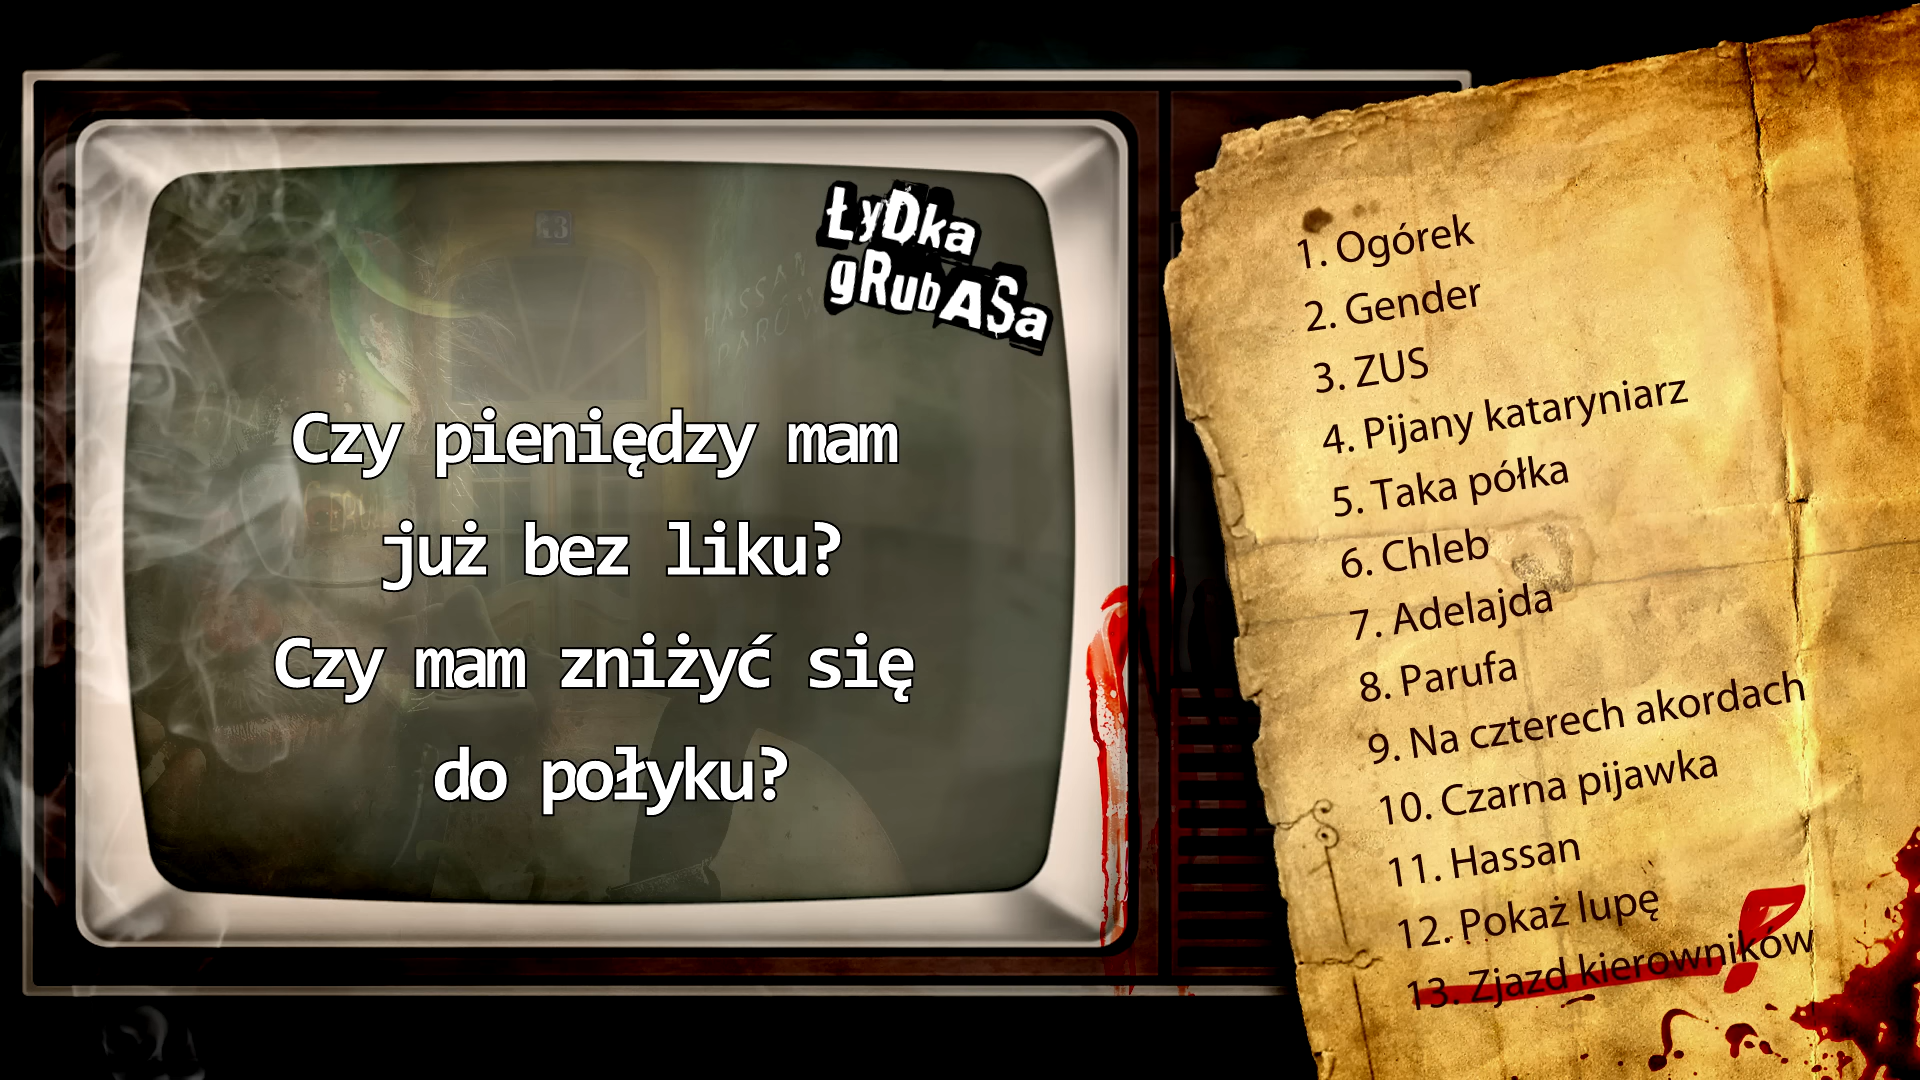 ŁyDka
gRubASa
Czy pieniędzy mam
już bez liku?
Czy mam zniżyć się
do połyku?
1. Ogórek
2. Gender
3. ZUS
4. Pijany kataryniarz
5. Taka półka
6. Chleb
7. Adelajda
8. Parufa
9. Na czterech akordach
10. Czarna pijawka
11. Hassan
12. Pokaż lupę
13. Zjazd kierowników